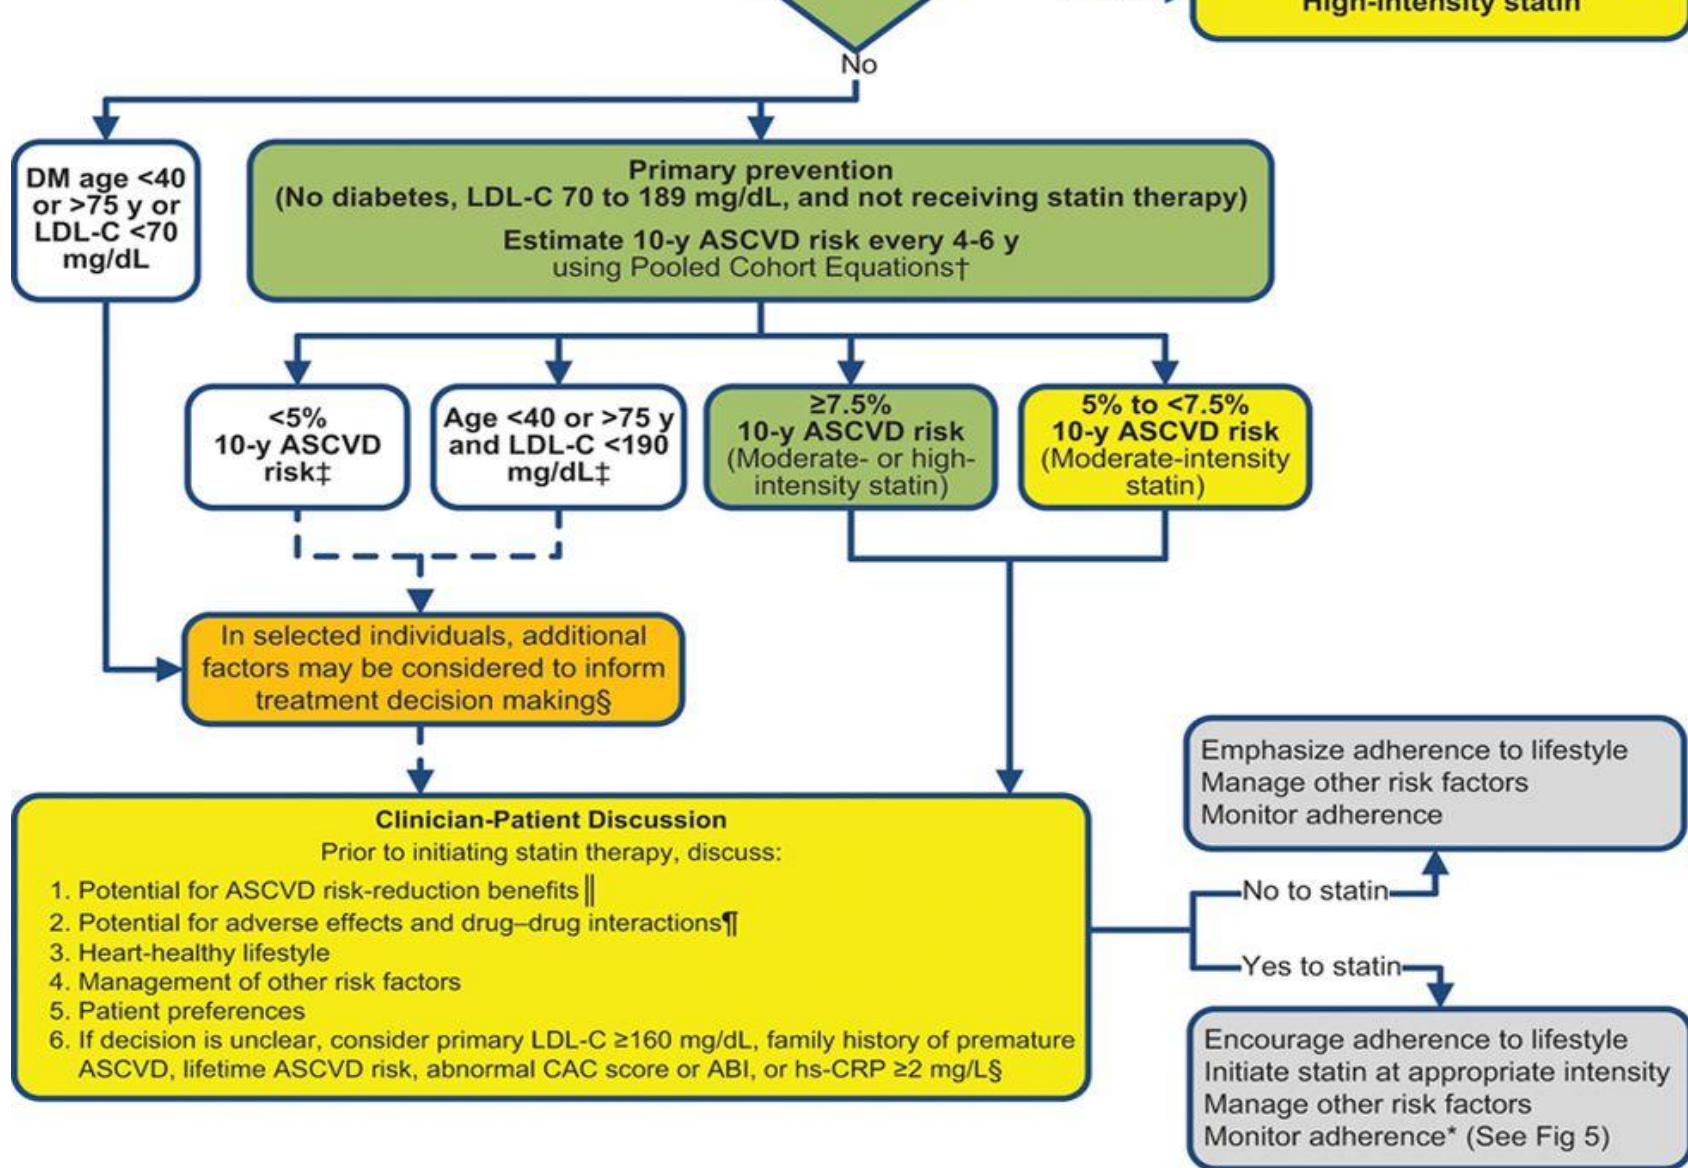 High-intensity statin
No
DM age <40
or >75 y or
LDL-C <70
mg/dL
Primary prevention
(No diabetes, LDL-C 70 to 189 mg/dL, and not receiving statin therapy)
Estimate 10-y ASCVD risk every 4-6 y
using Pooled Cohort Equations†
<5%
10-y ASCVD
risk‡
Age <40 or >75 y
and LDL-C <190
mg/dL‡
≥7.5%
10-y ASCVD risk
(Moderate- or high-
intensity statin)
5% to <7.5%
10-y ASCVD risk
(Moderate-intensity
statin)
In selected individuals, additional
factors may be considered to inform
treatment decision making§
Clinician-Patient Discussion
Prior to initiating statin therapy, discuss:
1. Potential for ASCVD risk-reduction benefits‖
2. Potential for adverse effects and drug–drug interactions¶
3. Heart-healthy lifestyle
4. Management of other risk factors
5. Patient preferences
6. If decision is unclear, consider primary LDL-C ≥160 mg/dL, family history of premature
ASCVD, lifetime ASCVD risk, abnormal CAC score or ABI, or hs-CRP ≥2 mg/L§
Emphasize adherence to lifestyle
Manage other risk factors
Monitor adherence
No to statin
Yes to statin
Encourage adherence to lifestyle
Initiate statin at appropriate intensity
Manage other risk factors
Monitor adherence* (See Fig 5)